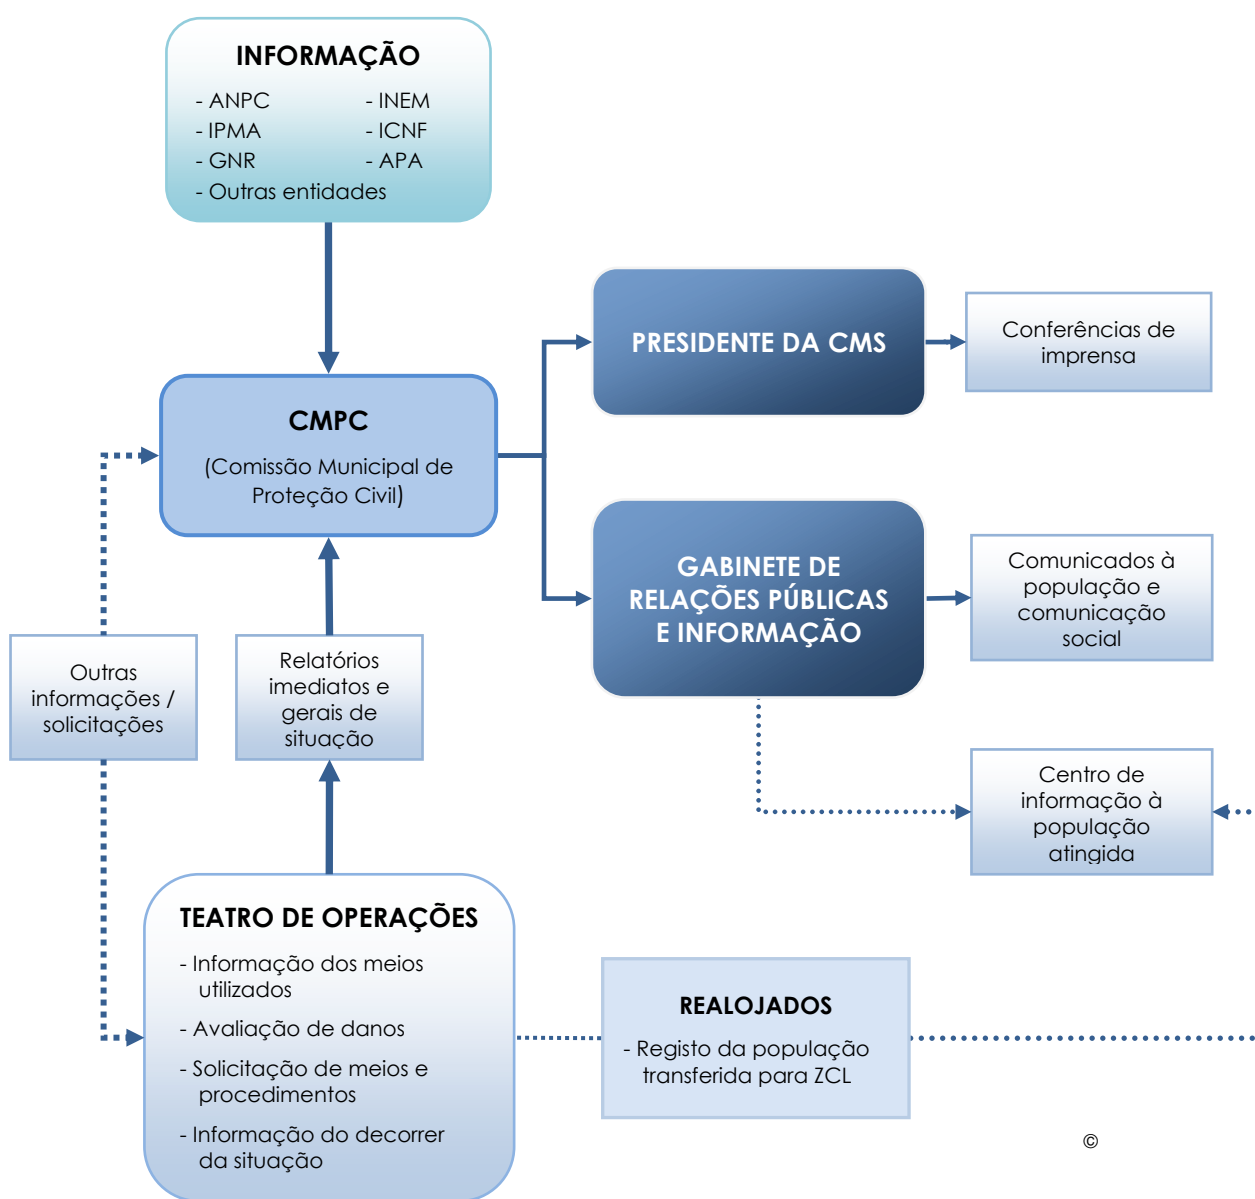 INFORMAÇÃO
- ANPC
- INEM
- IPMA
- ICNF
- GNR
- APA
- Outras entidades
PRESIDENTE DA CMS
Conferências de
imprensa
CMPC
(Comissão Municipal de
Proteção Civil)
GABINETE DE
RELAÇÕES PÚBLICAS
E INFORMAÇÃO
Comunicados à
população e
comunicação
social
Outras
informações /
solicitações
Relatórios
imediatos e
gerais de
situação
Centro de
informação à
população
atingida
TEATRO DE OPERAÇÕES
- Informação dos meios
utilizados
- Avaliação de danos
- Solicitação de meios e
procedimentos
- Informação do decorrer
da situação
REALOJADOS
- Registo da população
transferida para ZCL
©